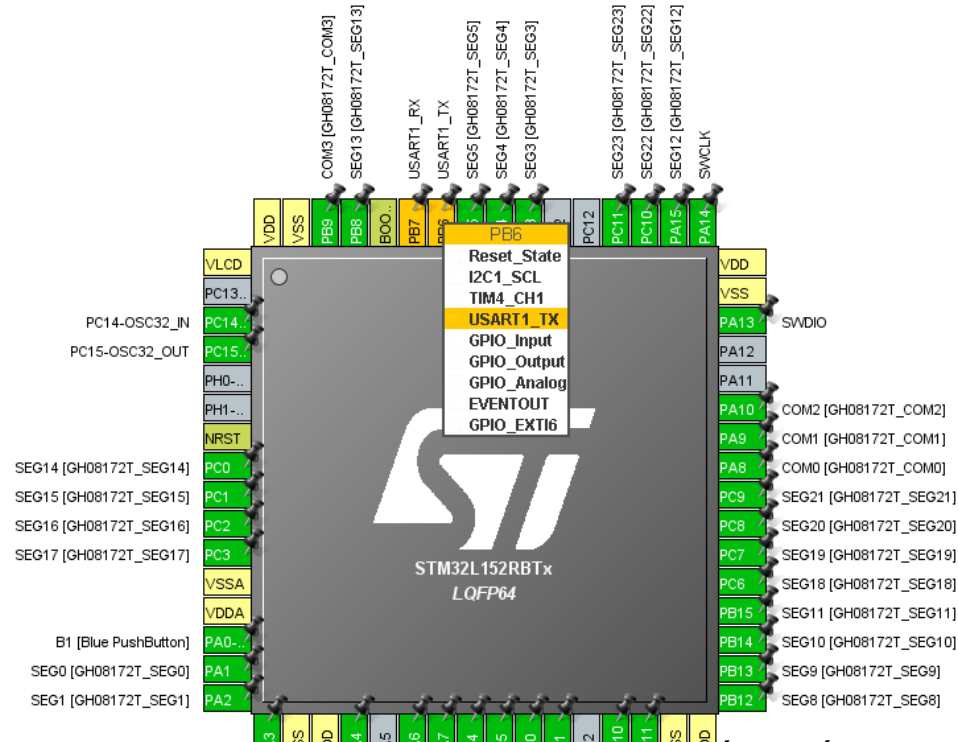 COM3 [GH08172T_COM3]
SEG13 [GH08172T_SEG13]
USART1_RX
USART1_TX
SEG5 [GH08172T_SEG5]
SEG4 [GH08172T_SEG4]
SEG3 [GH08172T_SEG3]
SEG23 [GH08172T_SEG23]
SEG22 [GH08172T_SEG22]
SEG12 [GH08172T_SEG12]
SWCLK
VDD
VSS
PB9
PB8
BOO..
PB7
PC12
PC11
PC10
PA15
PA14
PB6
Reset_State
I2C1_SCL
TIM4_CH1
USART1_TX
GPIO_Input
GPIO_Output
GPIO_Analog
EVENTOUT
GPIO_EXTI6
VLCD
PC13..
PC14-OSC32_IN PC14..
PC15-OSC32_OUT PC15..
PH0-..
PH1-..
NRST
SEG14 [GH08172T_SEG14] PC0
SEG15 [GH08172T_SEG15] PC1
SEG16 [GH08172T_SEG16] PC2
SEG17 [GH08172T_SEG17] PC3
VSSA
VDDA
B1 [Blue PushButton] PA0-..
SEG0 [GH08172T_SEG0] PA1
SEG1 [GH08172T_SEG1] PA2
STM32L152RBTx
LQFP64
VDD
VSS
PA13 SWDIO
PA12
PA11
PA10 COM2 [GH08172T_COM2]
PA9 COM1 [GH08172T_COM1]
PA8 COM0 [GH08172T_COM0]
PC9 SEG21 [GH08172T_SEG21]
PC8 SEG20 [GH08172T_SEG20]
PC7 SEG19 [GH08172T_SEG19]
PC6 SEG18 [GH08172T_SEG18]
PB15 SEG11 [GH08172T_SEG11]
PB14 SEG10 [GH08172T_SEG10]
PB13 SEG9 [GH08172T_SEG9]
PB12 SEG8 [GH08172T_SEG8]